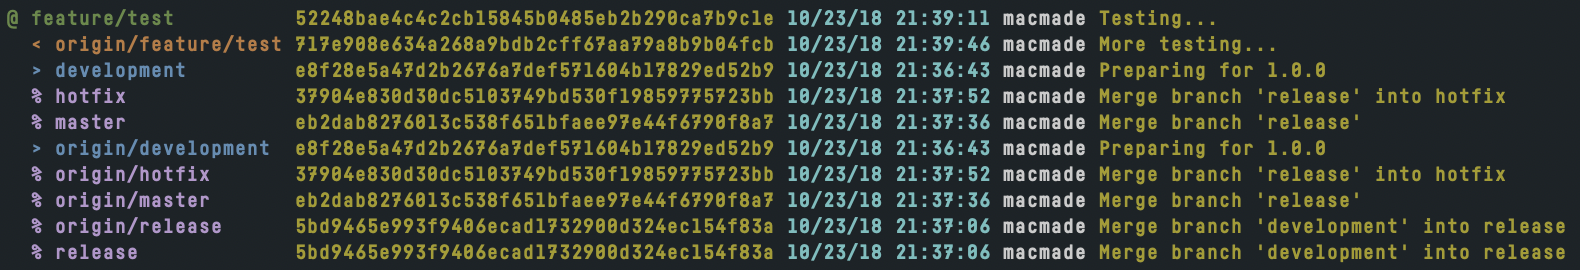 @ feature/test 52248bae4c4c2cb15845b0485eb2b290ca7b9c1e 10/23/18 21:39:11 macmade Testing...
< origin/feature/test 717e908e634a268a9bdb2cff67aa79a8b9b04fcb 10/23/18 21:39:46 macmade More testing...
> development e8f28e5a47d2b2676a7def571604b17829ed52b9 10/23/18 21:36:43 macmade Preparing for 1.0.0
% hotfix 37904e830d30dc5103749bd530f19859775723bb 10/23/18 21:37:52 macmade Merge branch 'release' into hotfix
% master eb2dab8276013c538f651bfaee97e44f6790f8a7 10/23/18 21:37:36 macmade Merge branch 'release'
> origin/development e8f28e5a47d2b2676a7def571604b17829ed52b9 10/23/18 21:36:43 macmade Preparing for 1.0.0
% origin/hotfix 37904e830d30dc5103749bd530f19859775723bb 10/23/18 21:37:52 macmade Merge branch 'release' into hotfix
% origin/master eb2dab8276013c538f651bfaee97e44f6790f8a7 10/23/18 21:37:36 macmade Merge branch 'release'
% origin/release 5bd9465e993f9406ecad1732900d324ec154f83a 10/23/18 21:37:06 macmade Merge branch 'development' into release
% release 5bd9465e993f9406ecad1732900d324ec154f83a 10/23/18 21:37:06 macmade Merge branch 'development' into release